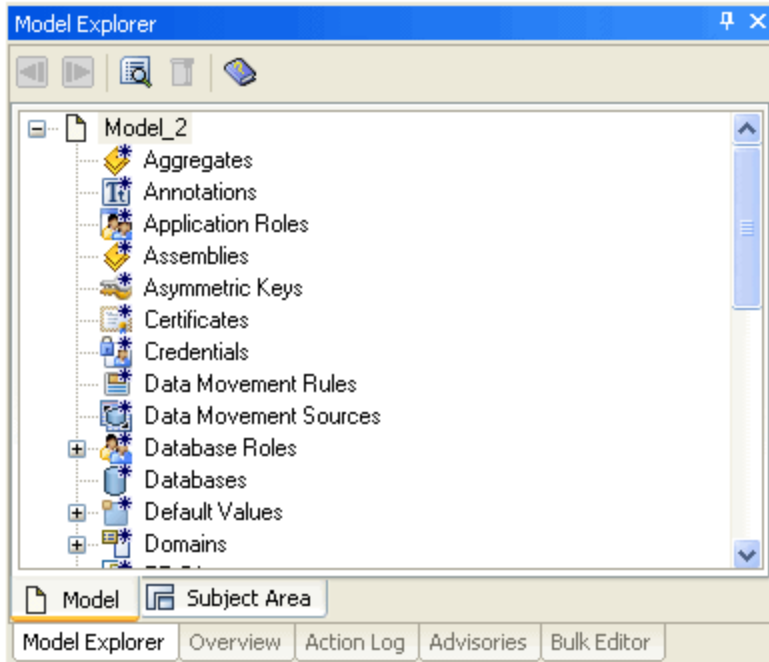 Model Explorer
Model_2
Aggregates
Annotations
Application Roles
Assemblies
Asymmetric Keys
Certificates
Credentials
Data Movement Rules
Data Movement Sources
Database Roles
Databases
Default Values
Domains
Model Subject Area
Model Explorer Overview Action Log Advisories Bulk Editor